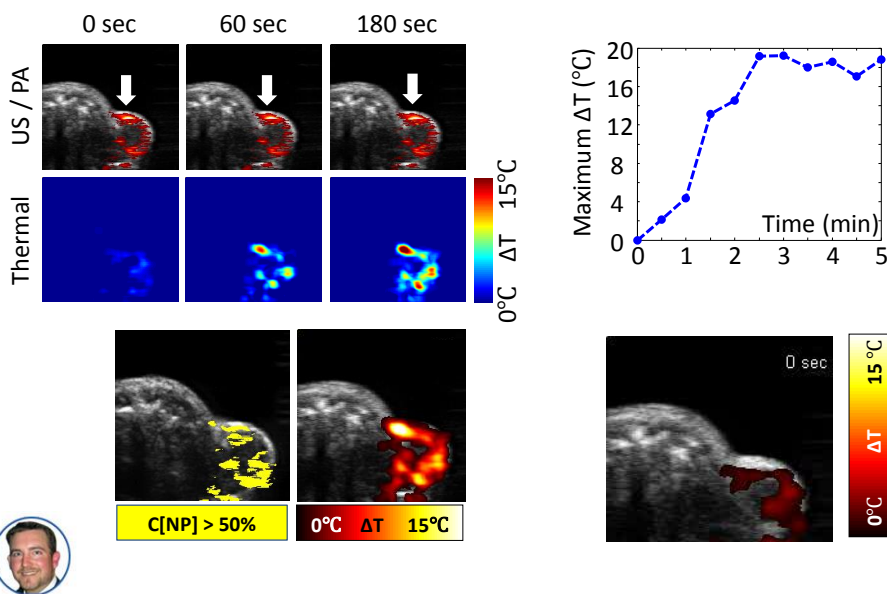 0 sec 60 sec 180 sec
US / PA
Thermal
15°C
ΔT
0°C
Maximum ΔT (°C)
20
16
12
8
4
0
Time (min)
0 1 2 3 4 5
C[NP] > 50%
0°C ΔT 15°C
0 sec
15 °C
ΔT
0°C